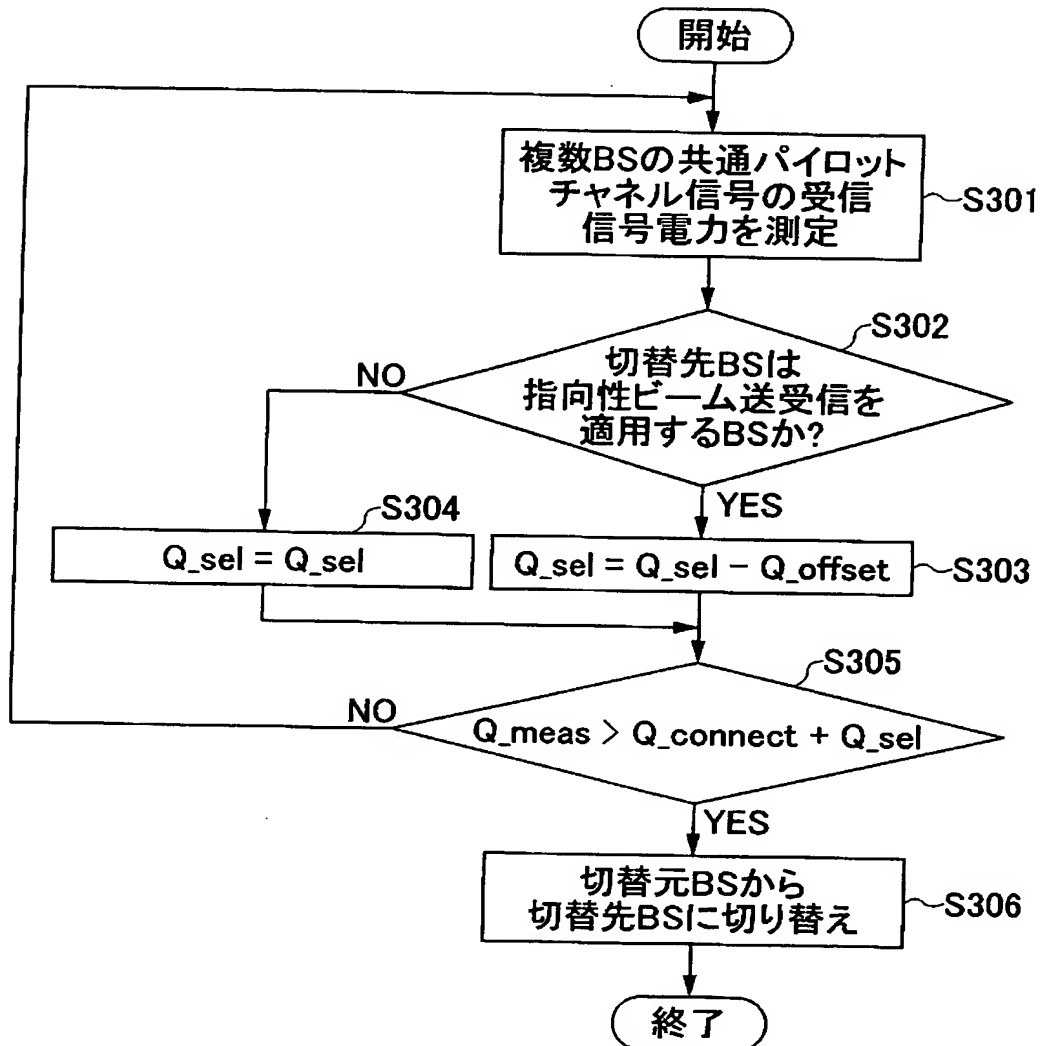 開始
複数BSの共通パイロット
チャネル信号の受信
信号電力を測定
S301
S302
切替先BSは
指向性ビーム送受信を
適用するBSか?
NO
YES
S304
Q_sel = Q_sel
Q_sel = Q_sel − Q_offset
S303
S305
NO
Q_meas > Q_connect + Q_sel
YES
切替元BSから
切替先BSに切り替え
S306
終了